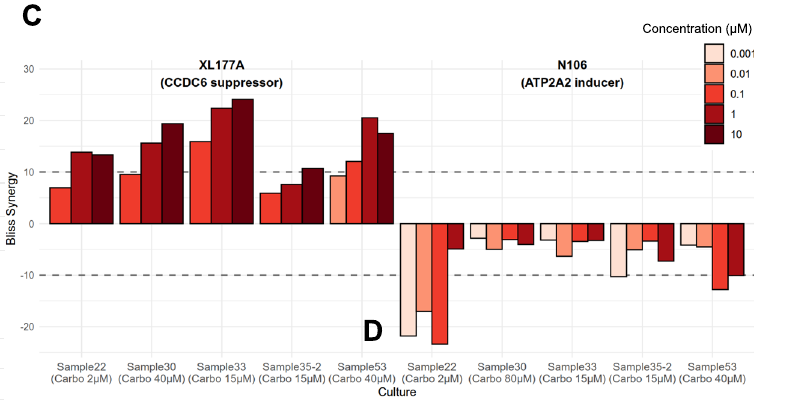 C
Concentration (µM)
0.001
0.01
0.1
1
10
XL177A
(CCDC6 suppressor)
N106
(ATP2A2 inducer)
Bliss Synergy
30
20
10
0
-10
-20
D
Sample22
(Carbo 2µM)
Sample30
(Carbo 40µM)
Sample33
(Carbo 15µM)
Sample35-2
(Carbo 15µM)
Sample53
(Carbo 40µM)
Sample22
(Carbo 2µM)
Sample30
(Carbo 80µM)
Sample33
(Carbo 15µM)
Sample35-2
(Carbo 15µM)
Sample53
(Carbo 40µM)
Culture